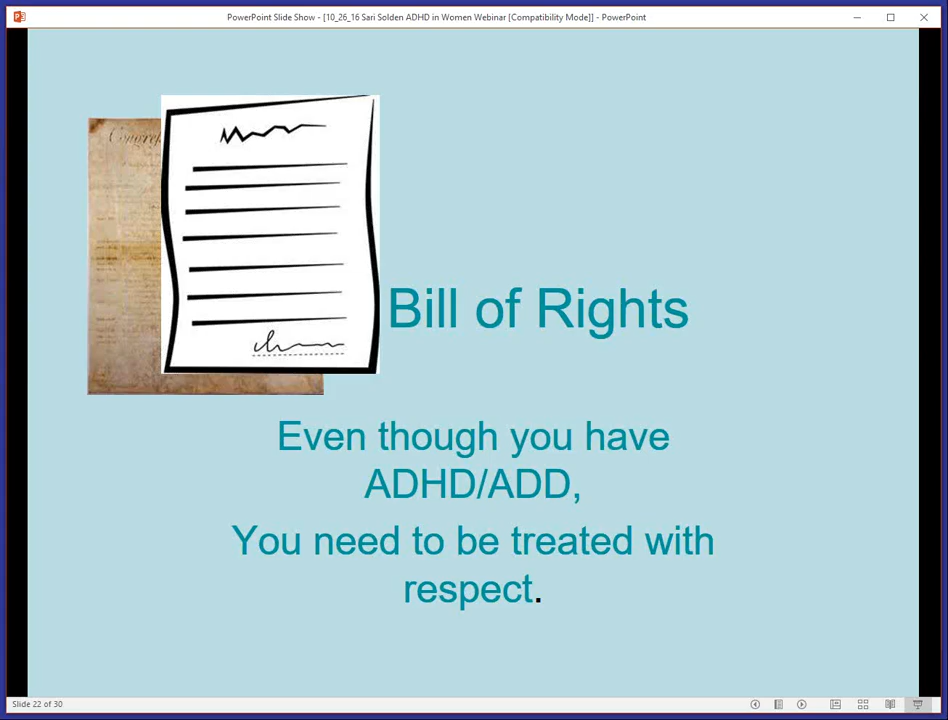 PowerPoint Slide Show - [10_26_16 Sari Solden ADHD in Women Webinar [Compatibility Mode]] - PowerPoint
Bill of Rights
Even though you have
ADHD/ADD,
You need to be treated with
respect.
Slide 22 of 30